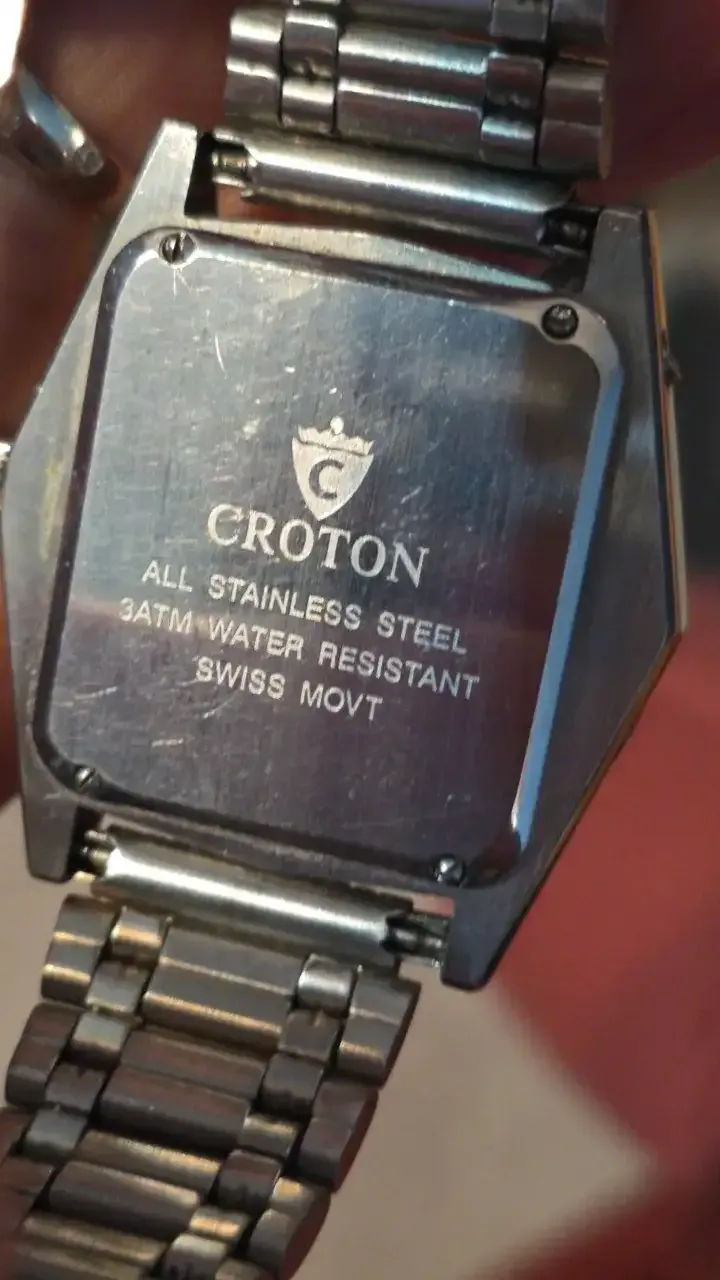 C
CROTON
ALL STAINLESS STEEL
3ATM WATER RESISTANT
SWISS MOVT